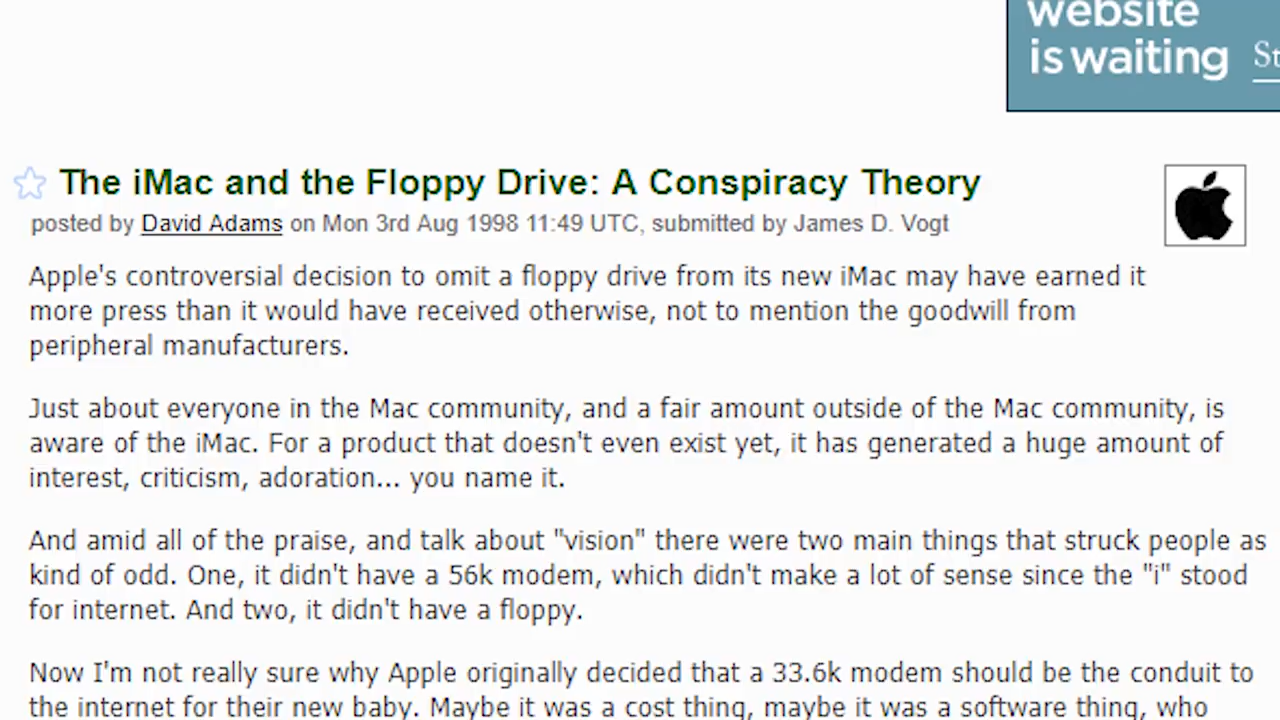 website
is waiting
The iMac and the Floppy Drive: A Conspiracy Theory
posted by David Adams on Mon 3rd Aug 1998 11:49 UTC, submitted by James D. Vogt
Apple's controversial decision to omit a floppy drive from its new iMac may have earned it
more press than it would have received otherwise, not to mention the goodwill from
peripheral manufacturers.
Just about everyone in the Mac community, and a fair amount outside of the Mac community, is
aware of the iMac. For a product that doesn't even exist yet, it has generated a huge amount of
interest, criticism, adoration... you name it.
And amid all of the praise, and talk about "vision" there were two main things that struck people as
kind of odd. One, it didn't have a 56k modem, which didn't make a lot of sense since the "i" stood
for internet. And two, it didn't have a floppy.
Now I'm not really sure why Apple originally decided that a 33.6k modem should be the conduit to
the internet for their new baby. Maybe it was a cost thing, maybe it was a software thing, who